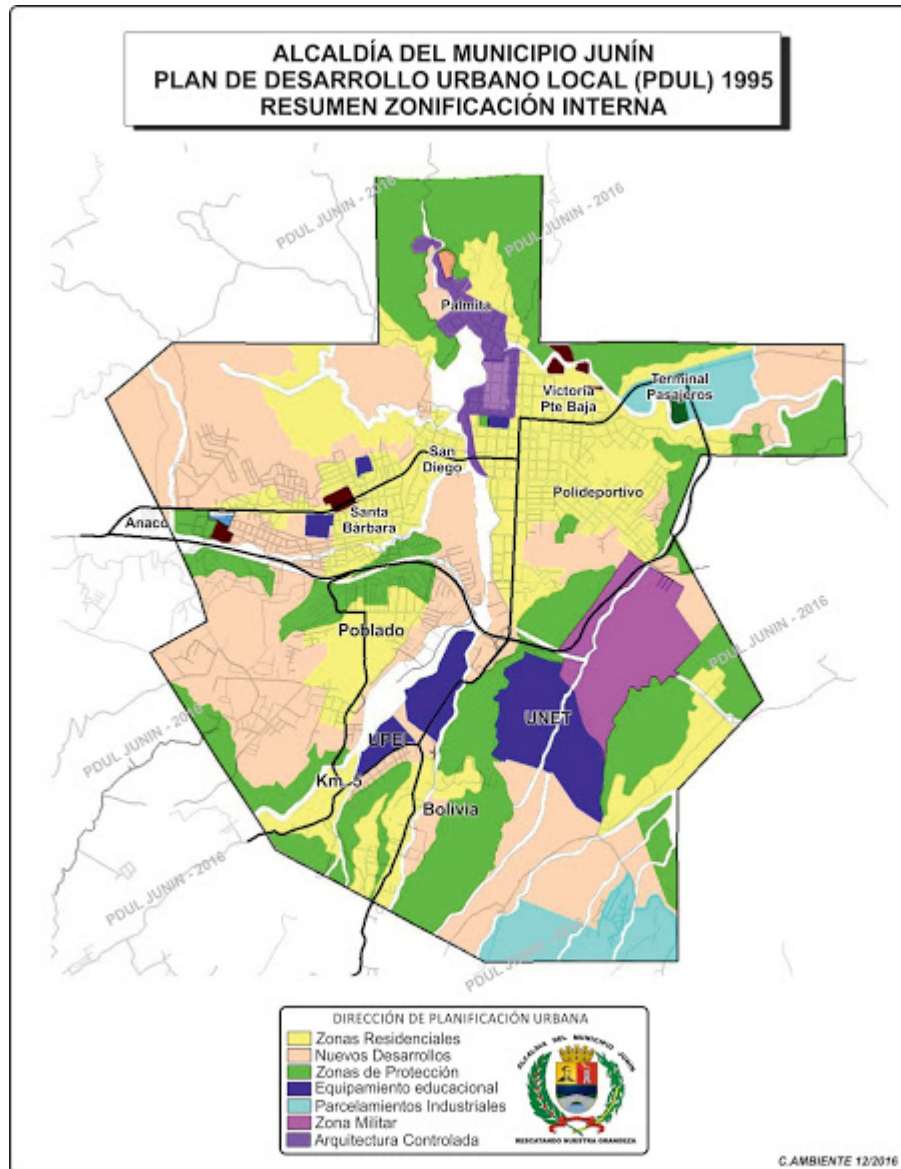 ALCALDÍA DEL MUNICIPIO JUNÍN
PLAN DE DESARROLLO URBANO LOCAL (PDUL) 1995
RESUMEN ZONIFICACIÓN INTERNA
PDUL JUNIN - 2016
PDUL JUNIN - 2016
Palmita
Victoria
Pte Baja
Terminal
Pasajeros
San
Diego
Polideportivo
Santa
Bárbara
Anaco
Poblado
PDUL JUNIN - 2016
UNET
PDUL JUNIN - 2016
UPEL
Km. 5
Bolivia
PDUL JUNIN - 2016
PDUL JUNIN - 2016
DIRECCIÓN DE PLANIFICACIÓN URBANA
Zonas Residenciales
Nuevos Desarrollos
Zonas de Protección
Equipamiento educacional
Parcelamientos Industriales
Zona Militar
Arquitectura Controlada
ALCALDIA DEL MUNICIPIO JUNIN
RESCATANDO NUESTRA GRANDEZA
C.AMBIENTE 12/2016